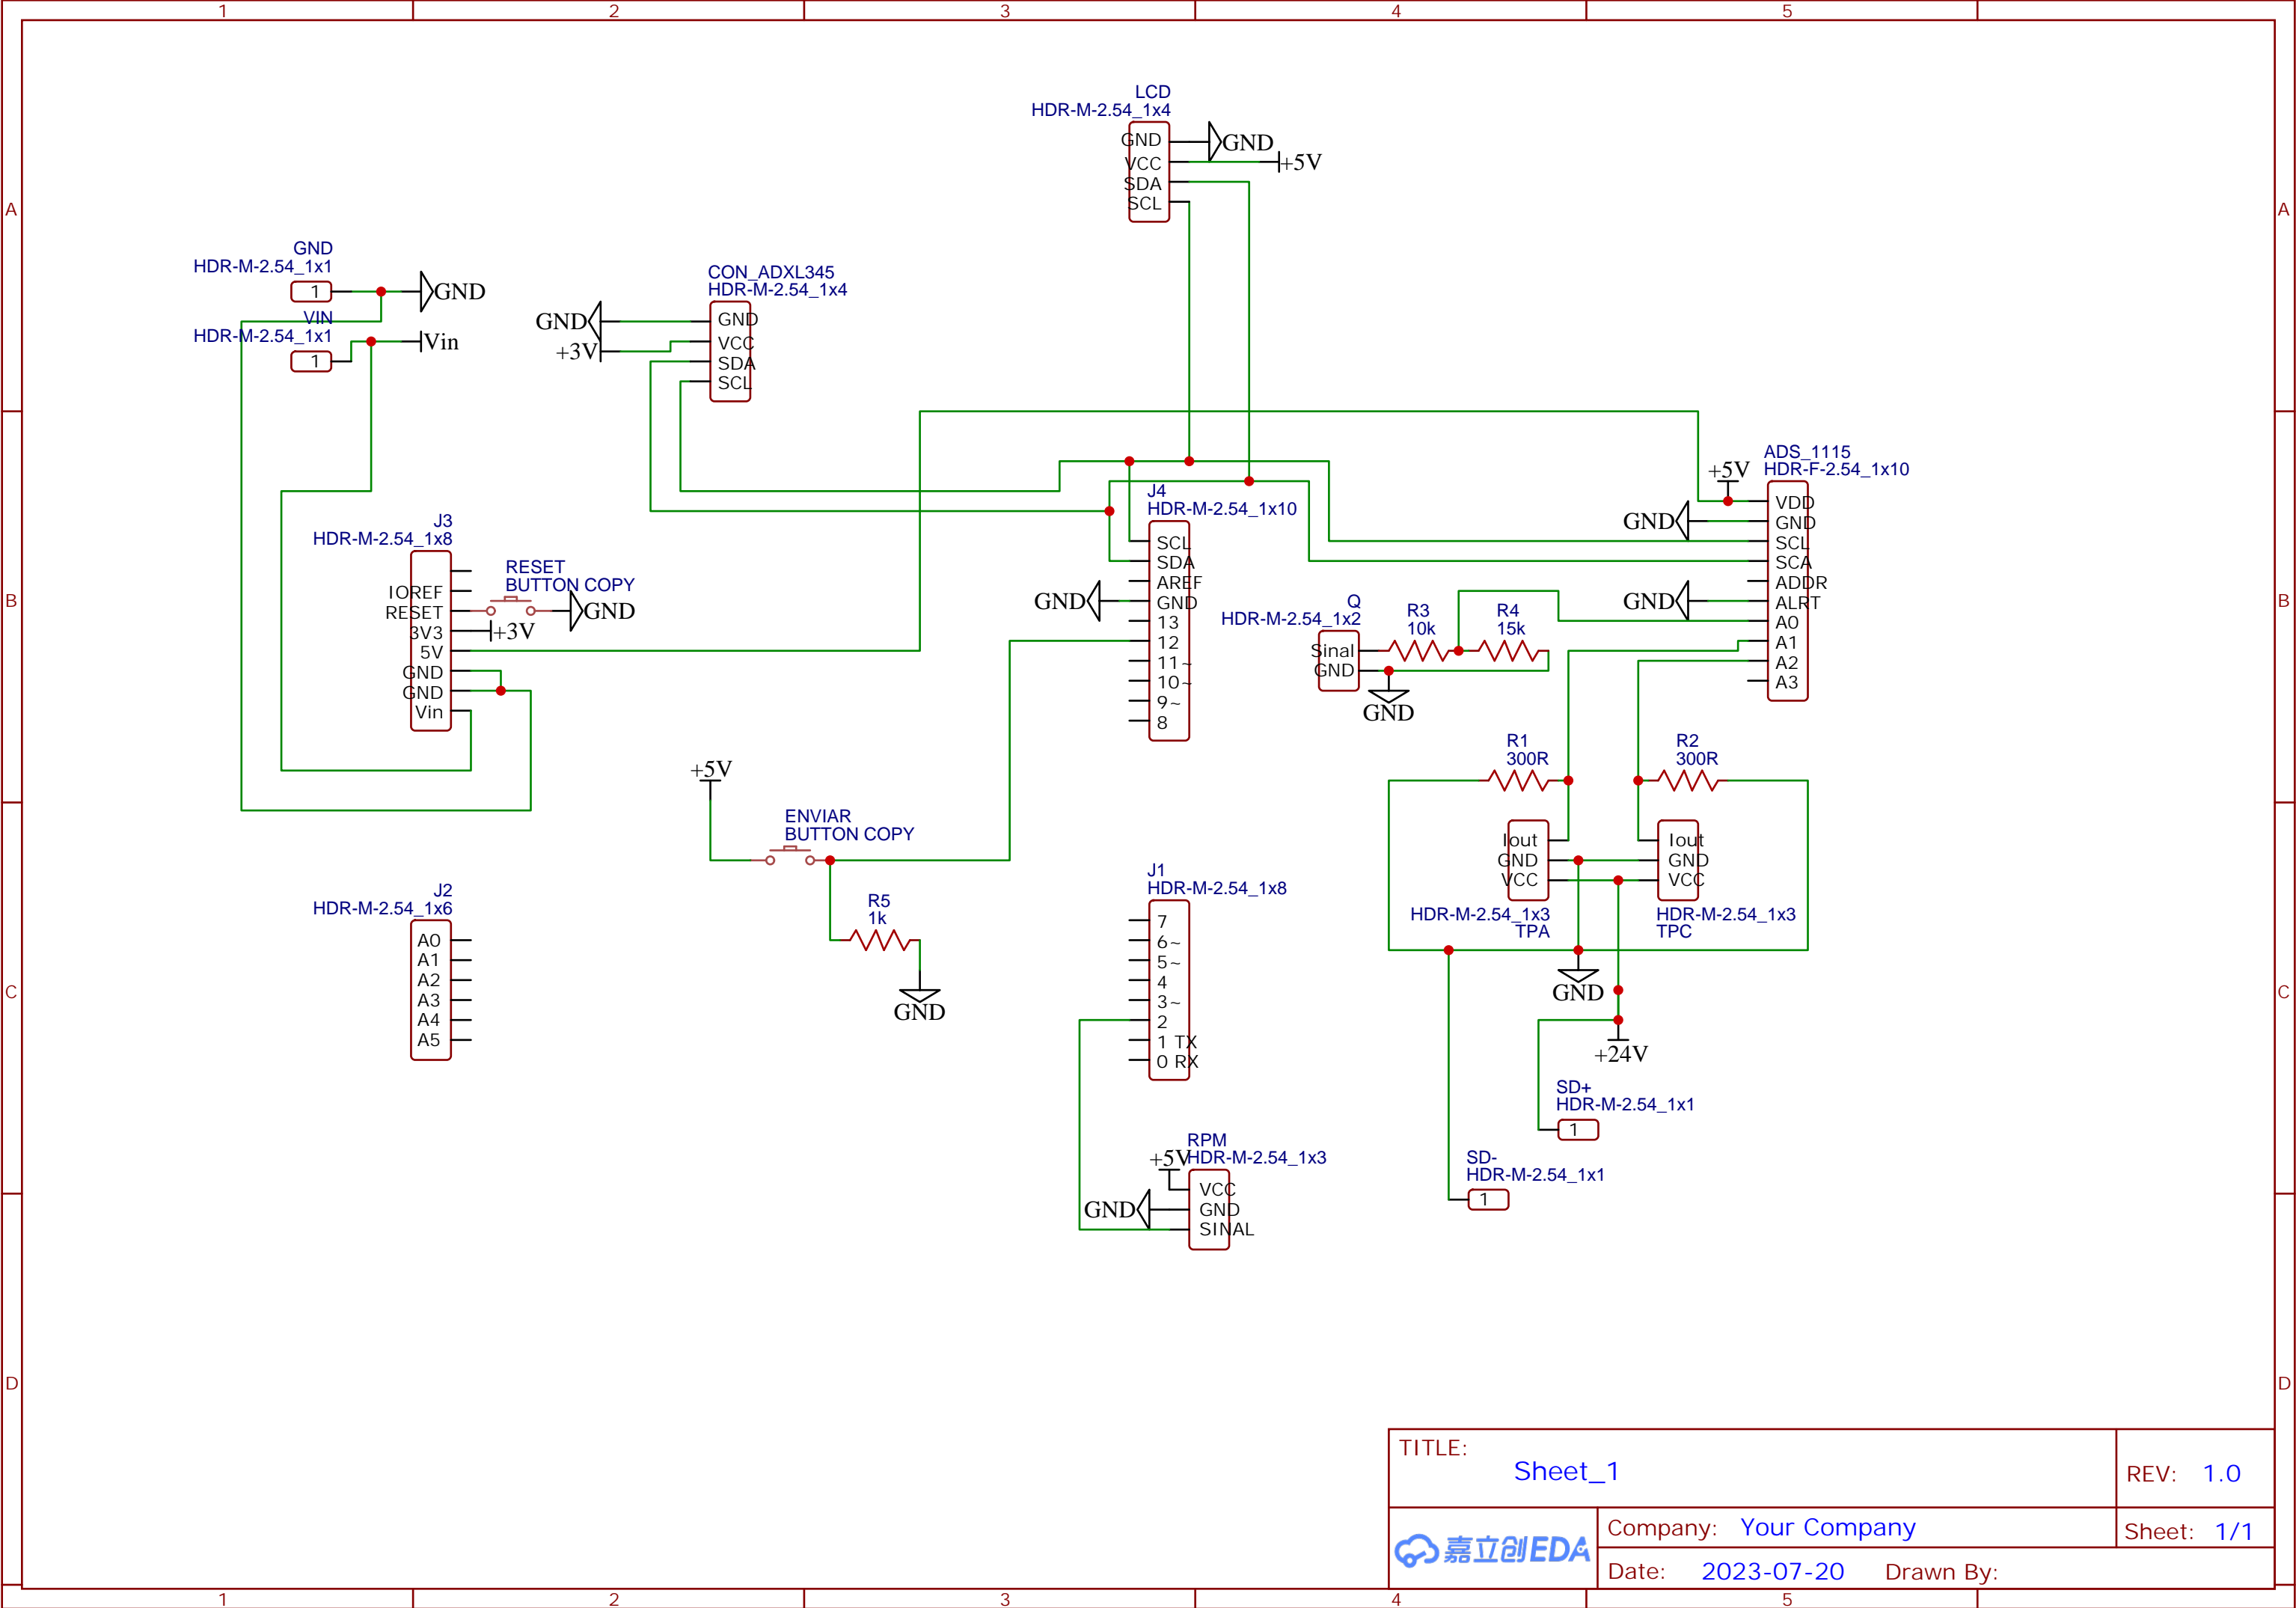 1 2 3 4 5
A A
B B
C C
D D
LCD
HDR-M-2.54_1x4
GND
VCC
SDA
SCL
GND
+5V
GND
HDR-M-2.54_1x1
1
GND
VIN
HDR-M-2.54_1x1
1
Vin
CON_ADXL345
HDR-M-2.54_1x4
GND
+3V
GND
VCC
SDA
SCL
J3
HDR-M-2.54_1x8
IOREF
RESET
3V3
5V
GND
GND
Vin
RESET
BUTTON COPY
GND
+3V
J4
HDR-M-2.54_1x10
SCL
SDA
AREF
GND
13
12
11~
10~
9~
8
GND
ADS_1115
HDR-F-2.54_1x10
+5V
GND
GND
VDD
GND
SCL
SCA
ADDR
ALRT
A0
A1
A2
A3
Q
HDR-M-2.54_1x2
Sinal
GND
R3
10k
R4
15k
GND
R1
300R
R2
300R
Iout
GND
VCC
HDR-M-2.54_1x3
TPA
Iout
GND
VCC
HDR-M-2.54_1x3
TPC
GND
+24V
SD+
HDR-M-2.54_1x1
1
SD-
HDR-M-2.54_1x1
1
+5V
ENVIAR
BUTTON COPY
R5
1k
GND
J2
HDR-M-2.54_1x6
A0
A1
A2
A3
A4
A5
J1
HDR-M-2.54_1x8
7
6~
5~
4
3~
2
1 TX
0 RX
RPM
HDR-M-2.54_1x3
+5V
GND
VCC
GND
SINAL
TITLE:
Sheet_1
REV: 1.0
嘉立创EDA
Company: Your Company
Sheet: 1/1
Date: 2023-07-20 Drawn By:
1 2 3 4 5